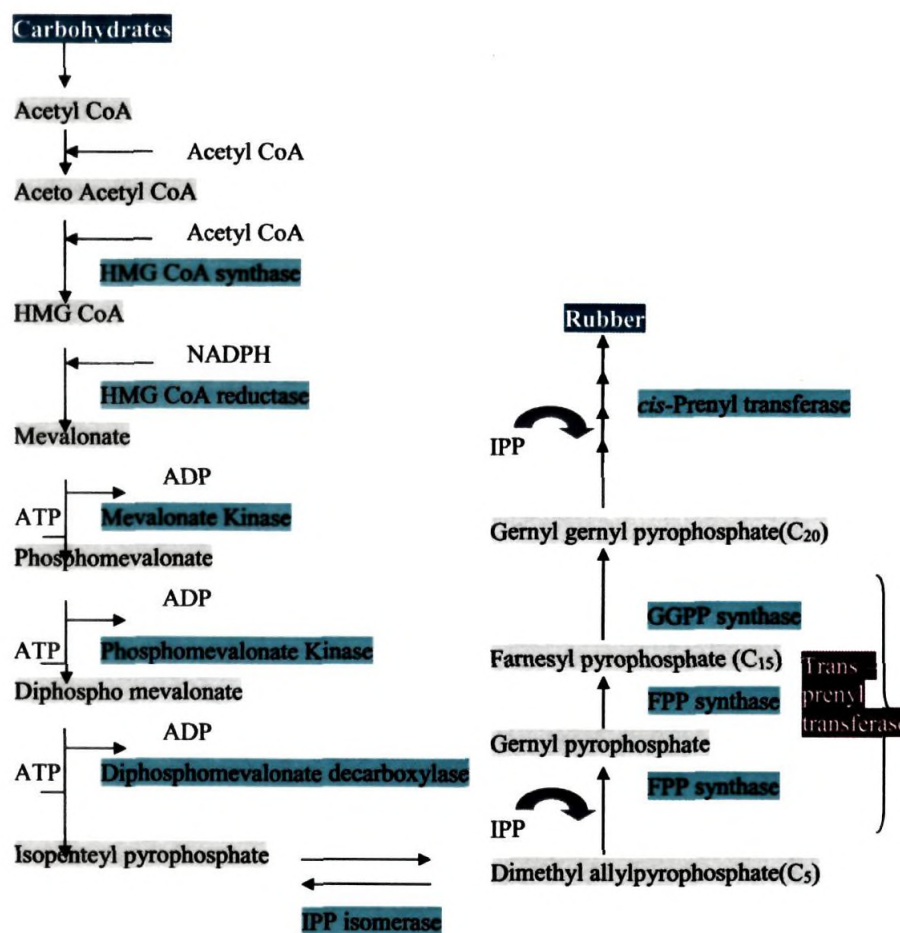 Carbohydrates
Acetyl CoA
Acetyl CoA
Aceto Acetyl CoA
Acetyl CoA
HMG CoA synthase
HMG CoA
NADPH
HMG CoA reductase
Mevalonate
ADP
ATP
Mevalonate Kinase
Phosphomevalonate
ADP
ATP
Phosphomevalonate Kinase
Diphospho mevalonate
ADP
ATP
Diphosphomevalonate decarboxylase
Isopenteyl pyrophosphate
IPP isomerase
Rubber
cis-Prenyl transferase
IPP
Gernyl gernyl pyrophosphate(C20)
GGPP synthase
Farnesyl pyrophosphate (C15)
Trans
prenyl
transferase
FPP synthase
Gernyl pyrophosphate
FPP synthase
IPP
Dimethyl allylpyrophosphate(C5)